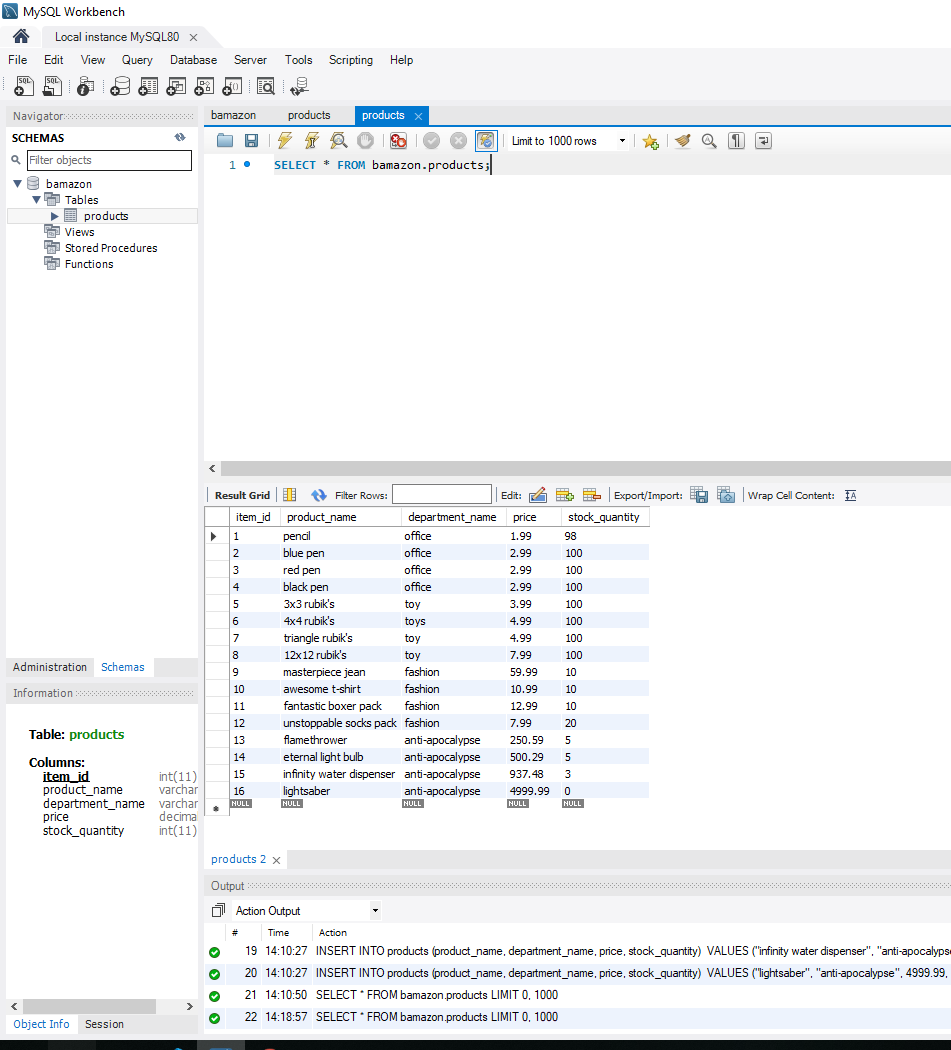 MySQL Workbench
Local instance MySQL80
File Edit View Query Database Server Tools Scripting Help
Navigator
SCHEMAS
Filter objects
bamazon
Tables
products
Views
Stored Procedures
Functions
Administration Schemas
Information
Table: products
Columns:
item_id int(11)
product_name varchar
department_name varchar
price decima
stock_quantity int(11)
Object Info Session
bamazon products products
Limit to 1000 rows
1 SELECT * FROM bamazon.products;
Result Grid Filter Rows: Edit: Export/Import: Wrap Cell Content:
item_id product_name department_name price stock_quantity
1 pencil office 1.99 98
2 blue pen office 2.99 100
3 red pen office 2.99 100
4 black pen office 2.99 100
5 3x3 rubik's toy 3.99 100
6 4x4 rubik's toys 4.99 100
7 triangle rubik's toy 4.99 100
8 12x12 rubik's toy 7.99 100
9 masterpiece jean fashion 59.99 10
10 awesome t-shirt fashion 10.99 10
11 fantastic boxer pack fashion 12.99 10
12 unstoppable socks pack fashion 7.99 20
13 flamethrower anti-apocalypse 250.59 5
14 eternal light bulb anti-apocalypse 500.29 5
15 infinity water dispenser anti-apocalypse 937.48 3
16 lightsaber anti-apocalypse 4999.99 0
NULL NULL NULL NULL NULL
products 2
Output
Action Output
# Time Action
19 14:10:27 INSERT INTO products (product_name, department_name, price, stock_quantity) VALUES ("infinity water dispenser", "anti-apocalyps
20 14:10:27 INSERT INTO products (product_name, department_name, price, stock_quantity) VALUES ("lightsaber", "anti-apocalypse", 4999.99,
21 14:10:50 SELECT * FROM bamazon.products LIMIT 0, 1000
22 14:18:57 SELECT * FROM bamazon.products LIMIT 0, 1000